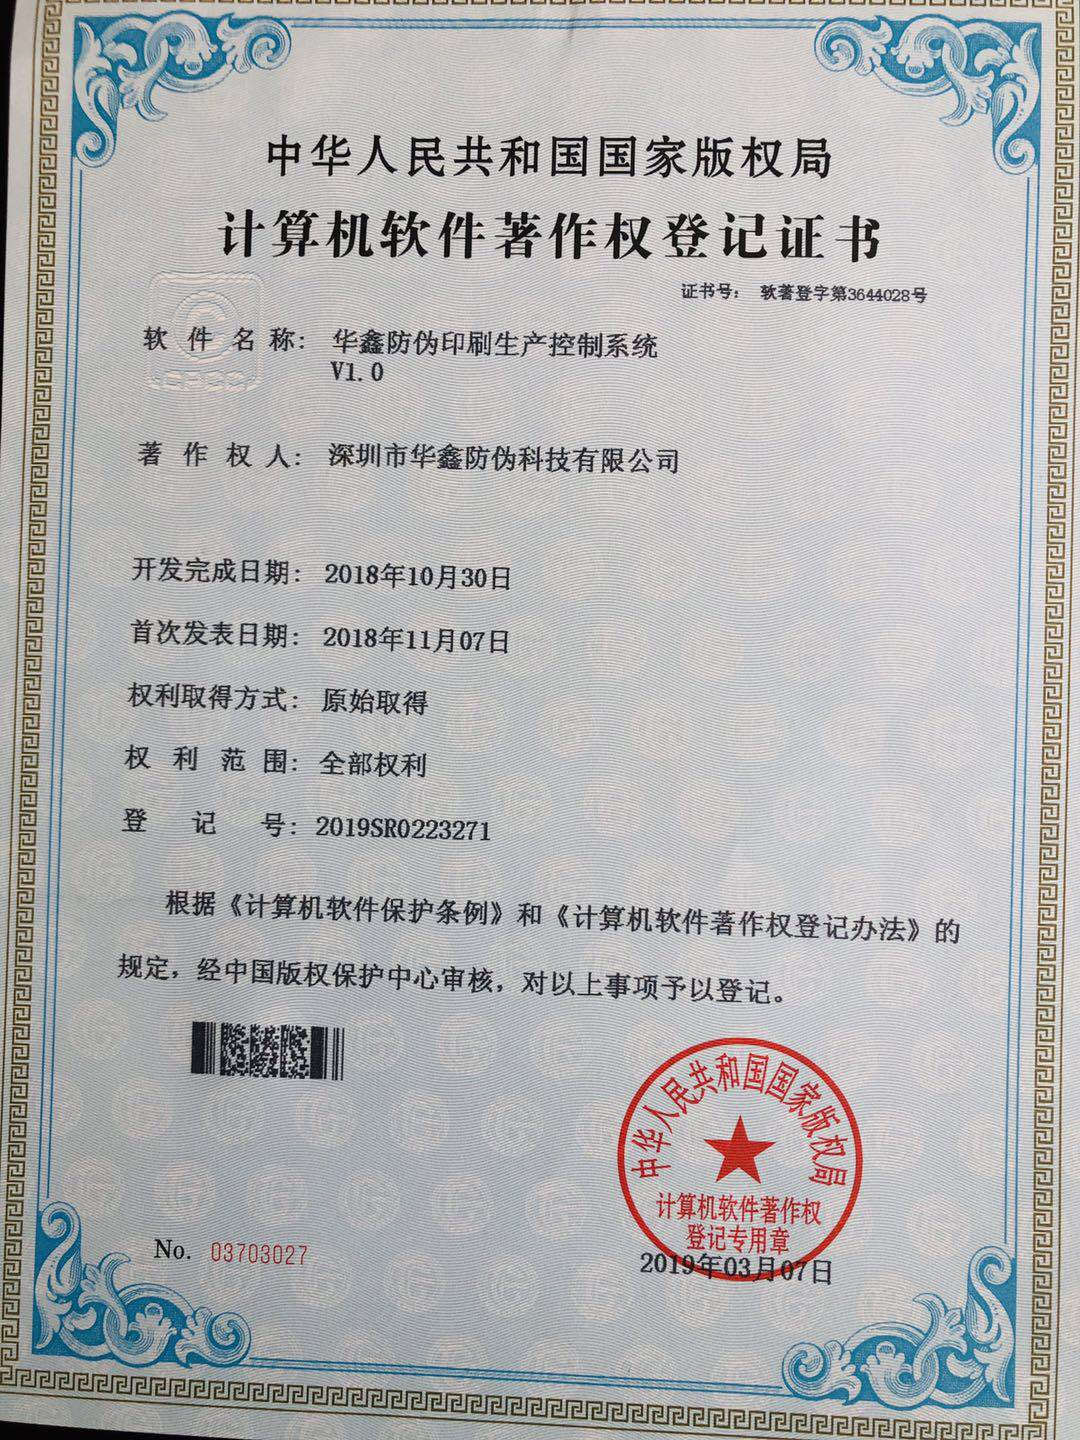 中华人民共和国国家版权局
计算机软件著作权登记证书
证书号： 软著登字第3644028号
软件名称： 华鑫防伪印刷生产控制系统
V1.0
著作权人： 深圳市华鑫防伪科技有限公司
开发完成日期： 2018年10月30日
首次发表日期： 2018年11月07日
权利取得方式： 原始取得
权利范围： 全部权利
登记号： 2019SR0223271
根据《计算机软件保护条例》和《计算机软件著作权登记办法》的
规定，经中国版权保护中心审核，对以上事项予以登记。
中华人民共和国国家版权局
计算机软件著作权
登记专用章
No. 03703027
2019年03月07日